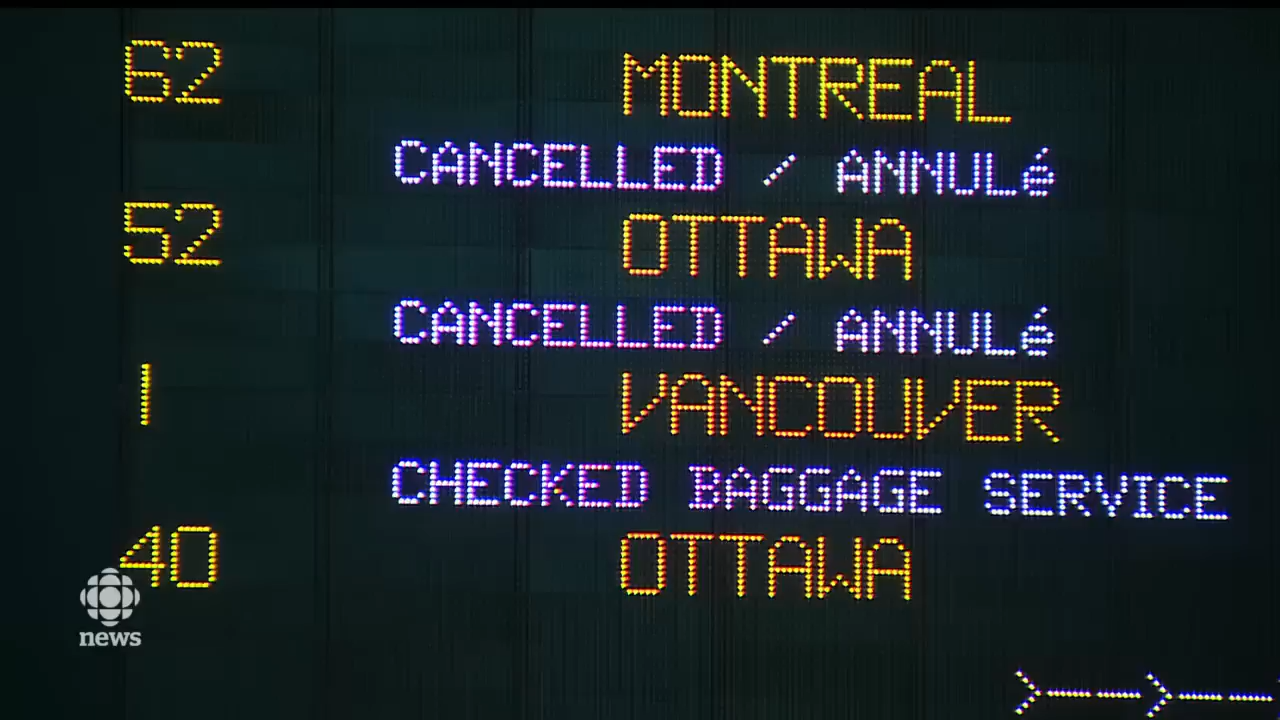 62 MONTREAL
CANCELLED / ANNULé
52 OTTAWA
CANCELLED / ANNULé
1 VANCOUVER
CHECKED BAGGAGE SERVICE
40 OTTAWA
news